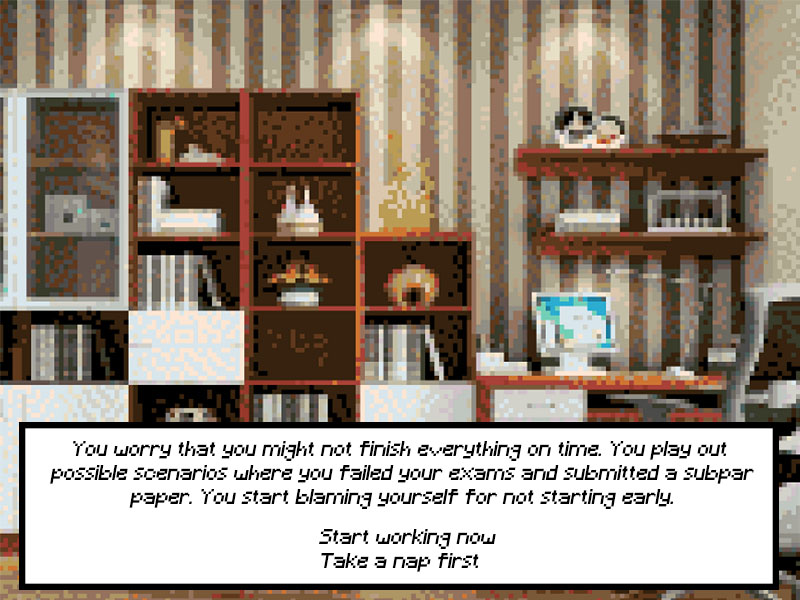 You worry that you might not finish everything on time. You play out
possible scenarios where you failed your exams and submitted a subpar
paper. You start blaming yourself for not starting early.
Start working now
Take a nap first